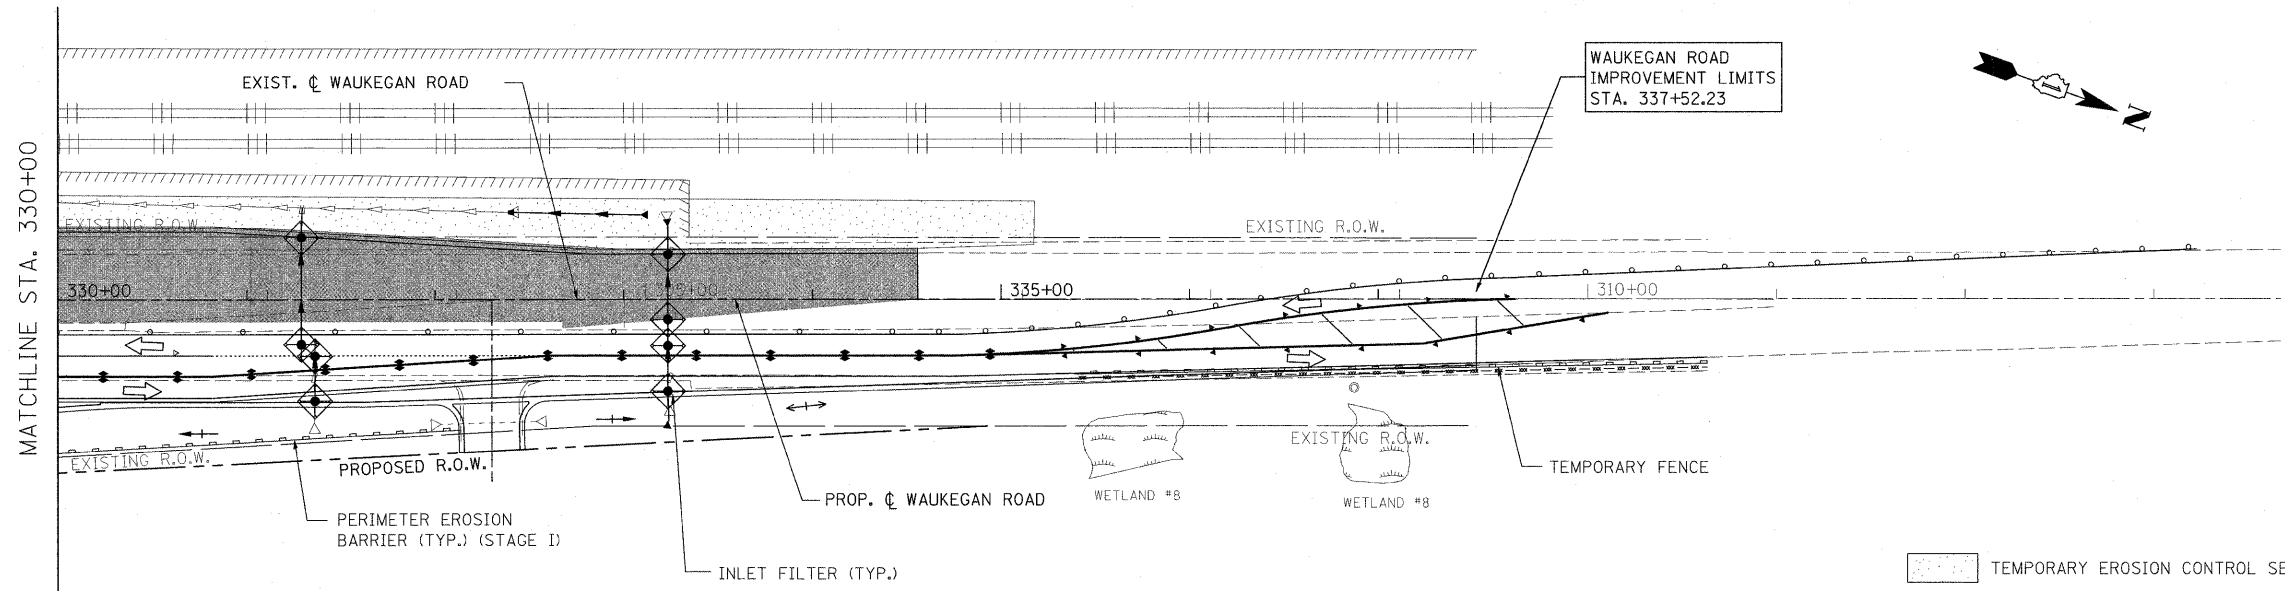 MATCHLINE STA. 330+00
EXIST. ℄ WAUKEGAN ROAD
WAUKEGAN ROAD
IMPROVEMENT LIMITS
STA. 337+52.23
N
EXISTING R.O.W.
EXISTING R.O.W.
330+00
335+00
310+00
EXISTING R.O.W.
PROPOSED R.O.W.
EXISTING R.O.W.
TEMPORARY FENCE
WETLAND #8
WETLAND #8
PROP. ℄ WAUKEGAN ROAD
PERIMETER EROSION
BARRIER (TYP.) (STAGE I)
INLET FILTER (TYP.)
TEMPORARY EROSION CONTROL